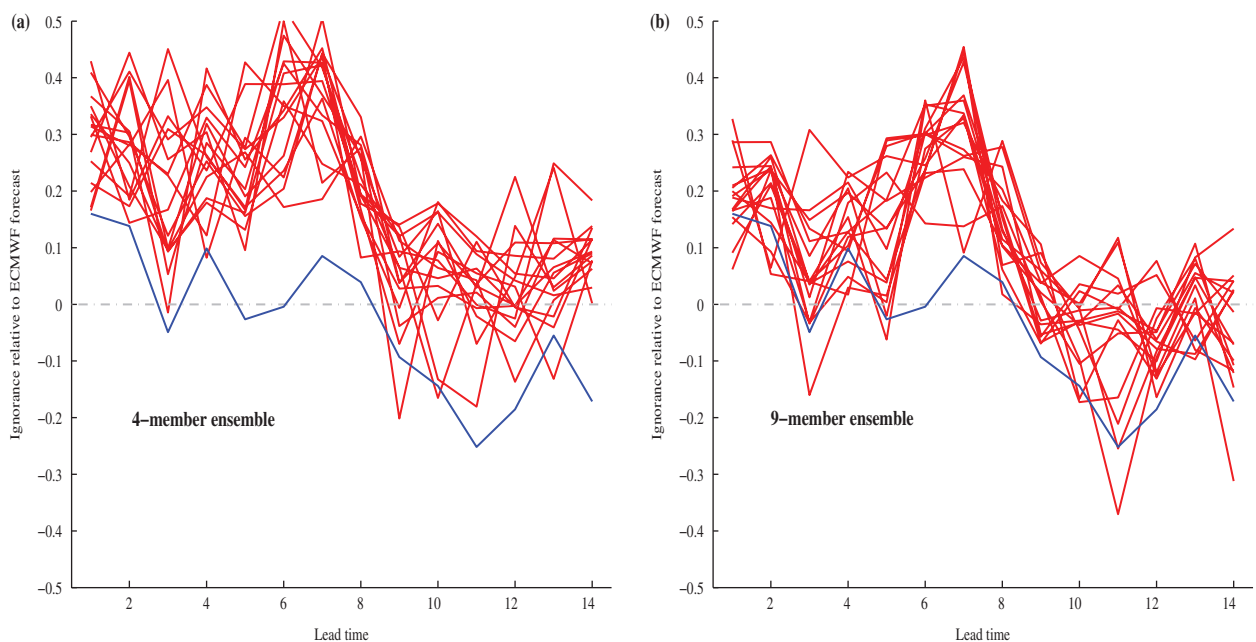 (a)
0.5
0.4
0.3
0.2
0.1
0
−0.1
−0.2
−0.3
−0.4
−0.5
Ignorance relative to ECMWF forecast
4−member ensemble
2 4 6 8 10 12 14
Lead time
(b)
0.5
0.4
0.3
0.2
0.1
0
−0.1
−0.2
−0.3
−0.4
−0.5
Ignorance relative to ECMWF forecast
9−member ensemble
2 4 6 8 10 12 14
Lead time